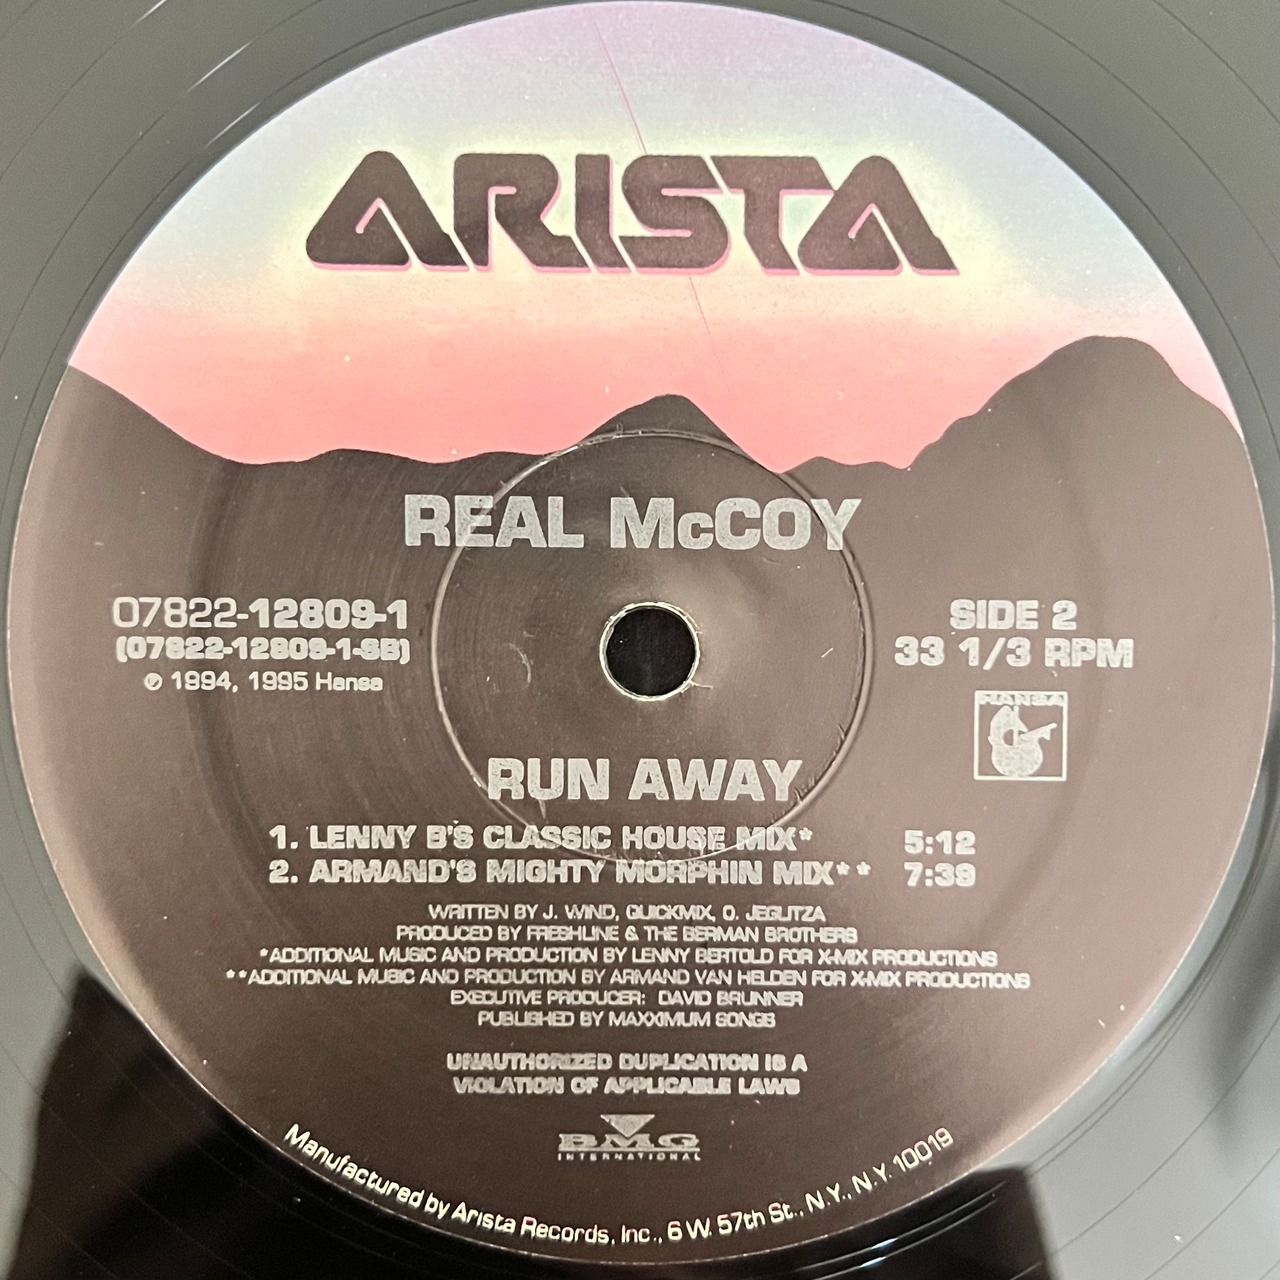 ARISTA
REAL McCOY
07822-12809-1
(07822-12809-1-SB)
℗ 1994, 1995 Hansa
SIDE 2
33 1/3 RPM
HANSA
RUN AWAY
1. LENNY B'S CLASSIC HOUSE MIX* 5:12
2. ARMAND'S MIGHTY MORPHIN MIX** 7:39
WRITTEN BY J. WIND, QUICKMIX, O. JEGLITZA
PRODUCED BY FRESHLINE & THE BERMAN BROTHERS
*ADDITIONAL MUSIC AND PRODUCTION BY LENNY BERTOLD FOR X-MIX PRODUCTIONS
**ADDITIONAL MUSIC AND PRODUCTION BY ARMAND VAN HELDEN FOR X-MIX PRODUCTIONS
EXECUTIVE PRODUCER: DAVID BRUNNER
PUBLISHED BY MAXXIMUM SONGS
UNAUTHORIZED DUPLICATION IS A
VIOLATION OF APPLICABLE LAWS
BMG
INTERNATIONAL
Manufactured by Arista Records, Inc., 6 W. 57th St., N.Y., N.Y. 10019